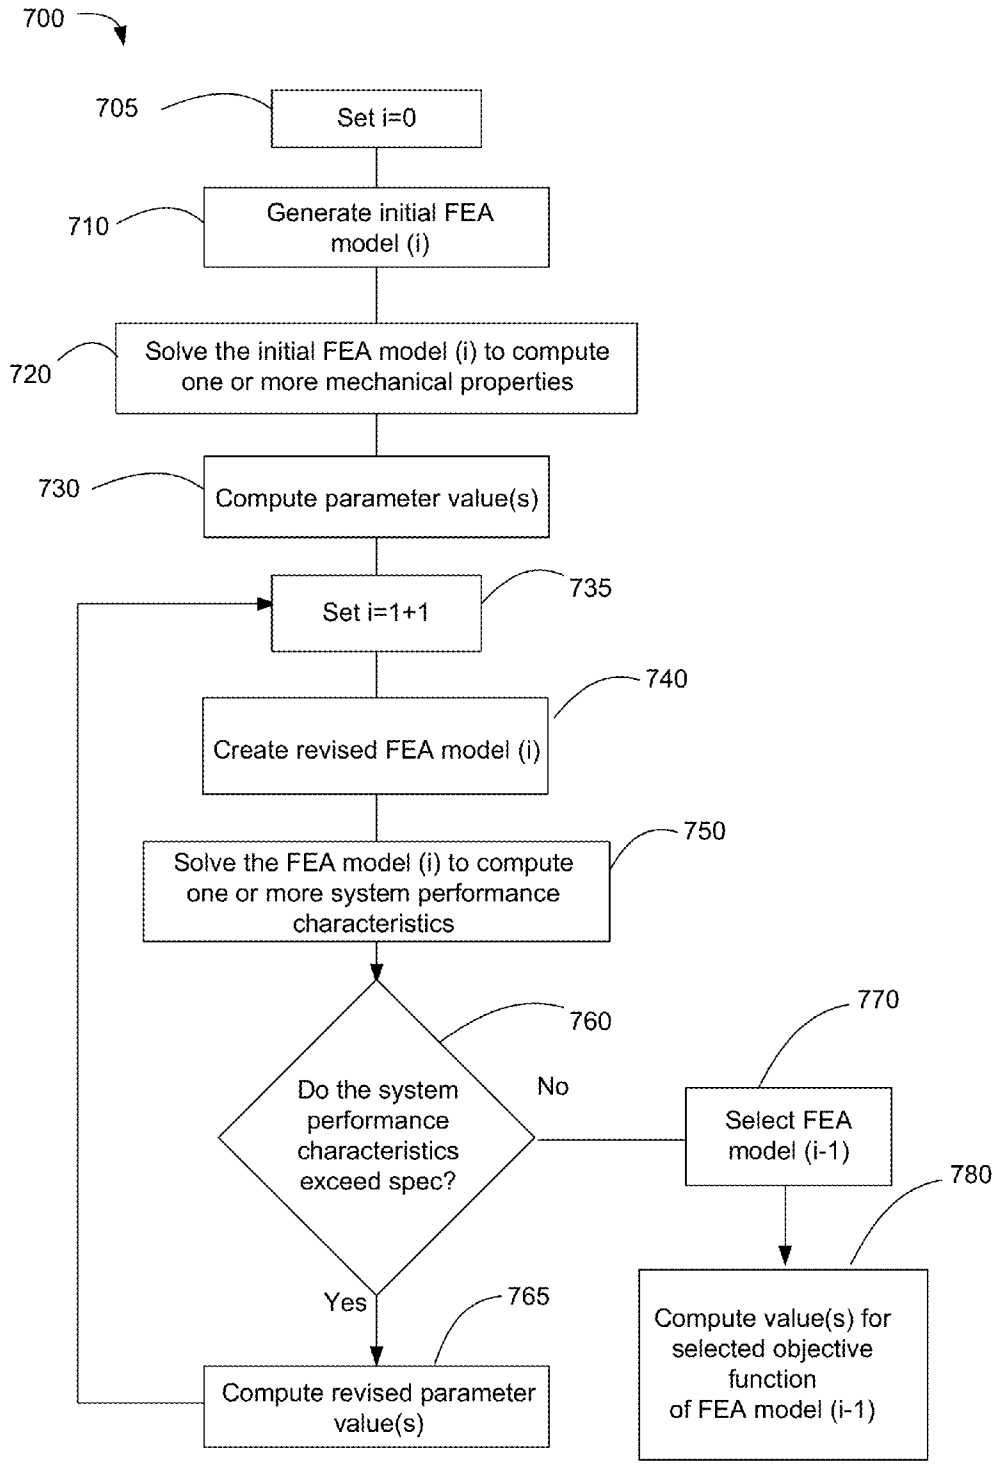 700
705
Set i=0
710
Generate initial FEA
model (i)
720
Solve the initial FEA model (i) to compute
one or more mechanical properties
730
Compute parameter value(s)
735
Set i=1+1
740
Create revised FEA model (i)
750
Solve the FEA model (i) to compute
one or more system performance
characteristics
760
Do the system
performance
characteristics
exceed spec?
No
770
Select FEA
model (i-1)
780
Compute value(s) for
selected objective
function
of FEA model (i-1)
Yes
765
Compute revised parameter
value(s)